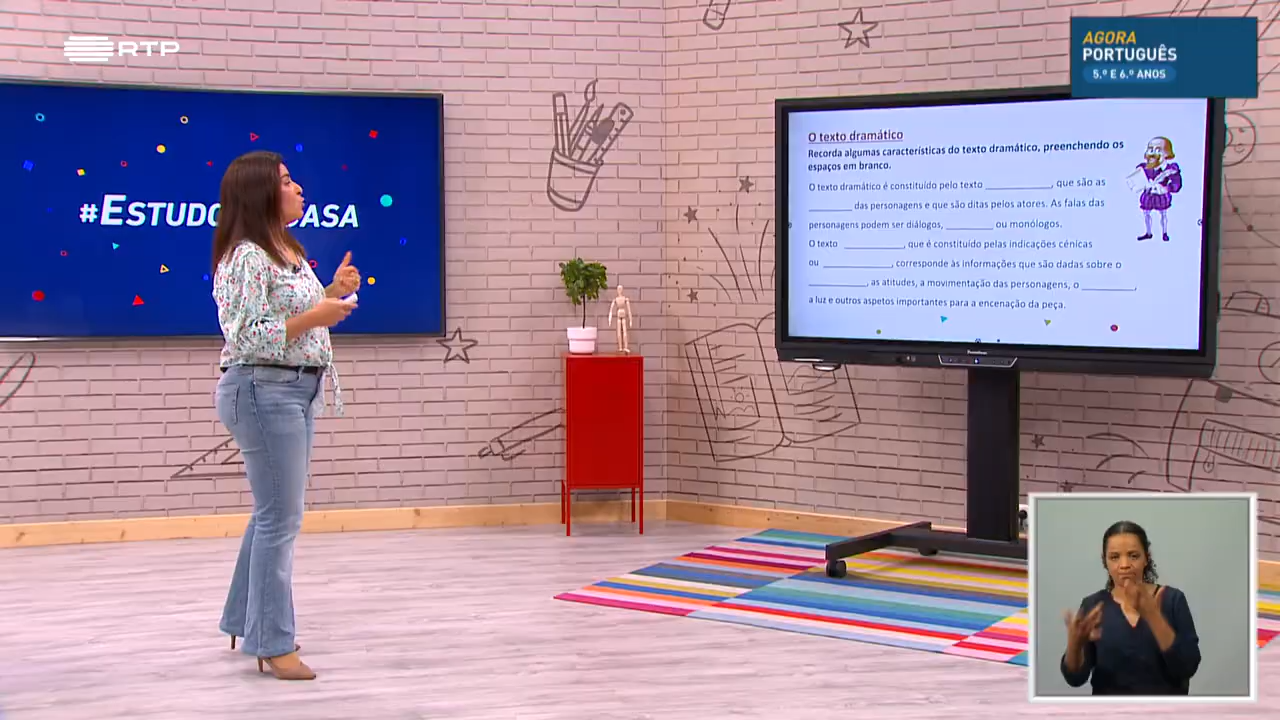 RTP
AGORA
PORTUGUÊS
5.º E 6.º ANOS
#ESTUDO CASA
O texto dramático
Recorda algumas características do texto dramático, preenchendo os
espaços em branco.
O texto dramático é constituído pelo texto _____________, que são as
_________ das personagens e que são ditas pelos atores. As falas das
personagens podem ser diálogos, _________ ou monólogos.
O texto ____________, que é constituído pelas indicações cénicas
ou ______________, corresponde às informações que são dadas sobre o
____________, as atitudes, a movimentação das personagens, o ___________,
a luz e outros aspetos importantes para a encenação da peça.